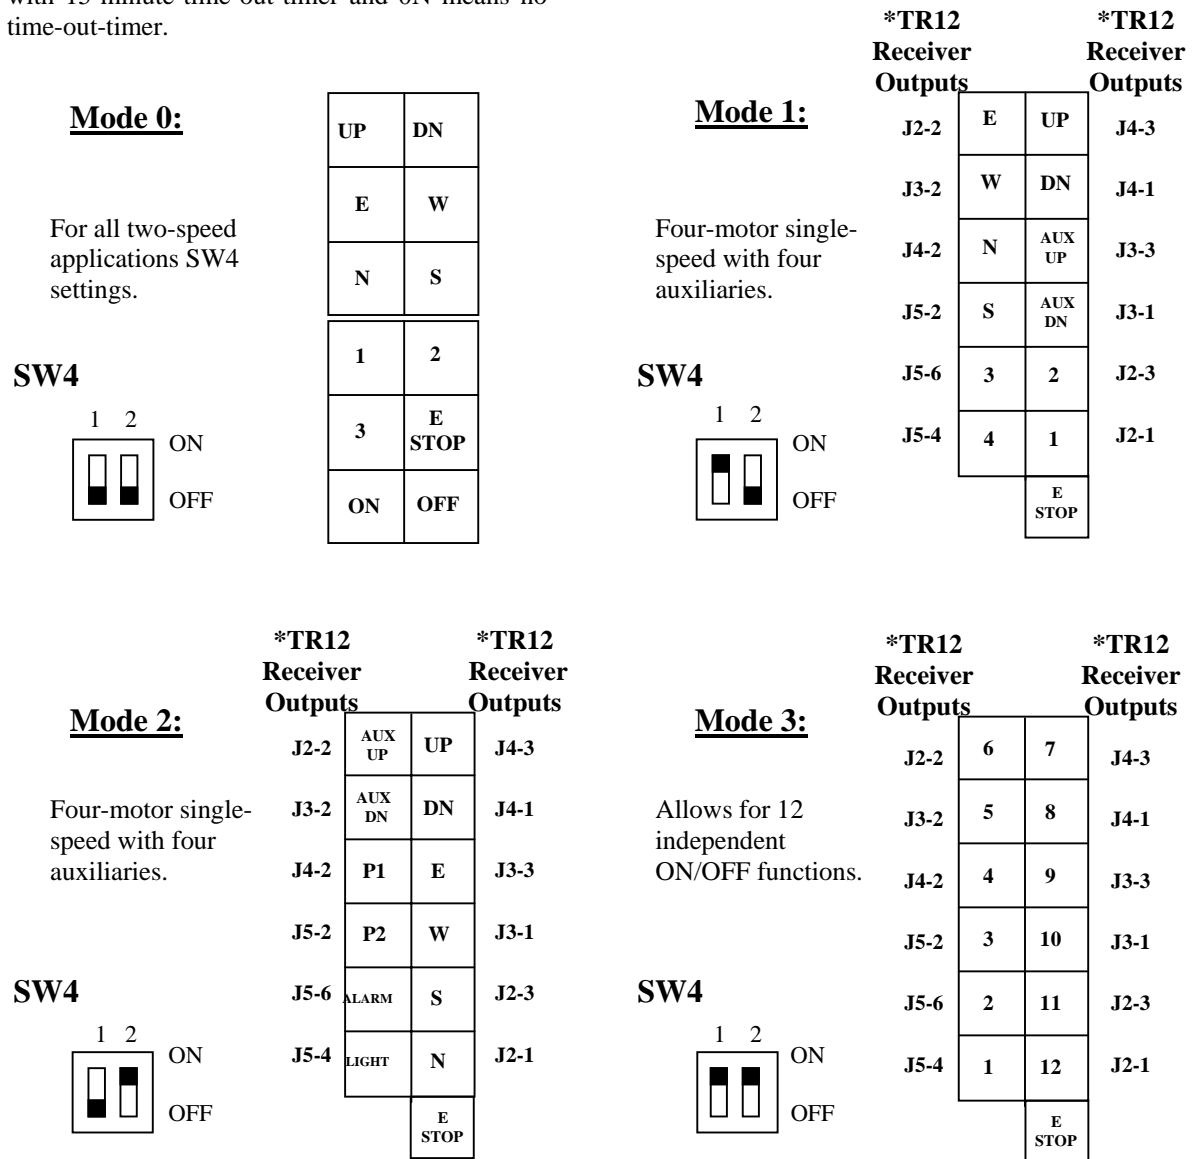 with 15 minute time out timer and 0N means no
time-out-timer.
Mode 0:
For all two-speed
applications SW4
settings.
SW4
1 2
ON
OFF
UP DN
E W
N S
1 2
3 E STOP
ON OFF
*TR12 *TR12
Receiver Receiver
Outputs Outputs
Mode 1:
Four-motor single-
speed with four
auxiliaries.
SW4
1 2
ON
OFF
J2-2 E UP J4-3
J3-2 W DN J4-1
J4-2 N AUX UP J3-3
J5-2 S AUX DN J3-1
J5-6 3 2 J2-3
J5-4 4 1 J2-1
E
STOP
*TR12 *TR12
Receiver Receiver
Outputs Outputs
Mode 2:
Four-motor single-
speed with four
auxiliaries.
SW4
1 2
ON
OFF
J2-2 AUX UP UP J4-3
J3-2 AUX DN DN J4-1
J4-2 P1 E J3-3
J5-2 P2 W J3-1
J5-6 ALARM S J2-3
J5-4 LIGHT N J2-1
E
STOP
*TR12 *TR12
Receiver Receiver
Outputs Outputs
Mode 3:
Allows for 12
independent
ON/OFF functions.
SW4
1 2
ON
OFF
J2-2 6 7 J4-3
J3-2 5 8 J4-1
J4-2 4 9 J3-3
J5-2 3 10 J3-1
J5-6 2 11 J2-3
J5-4 1 12 J2-1
E
STOP